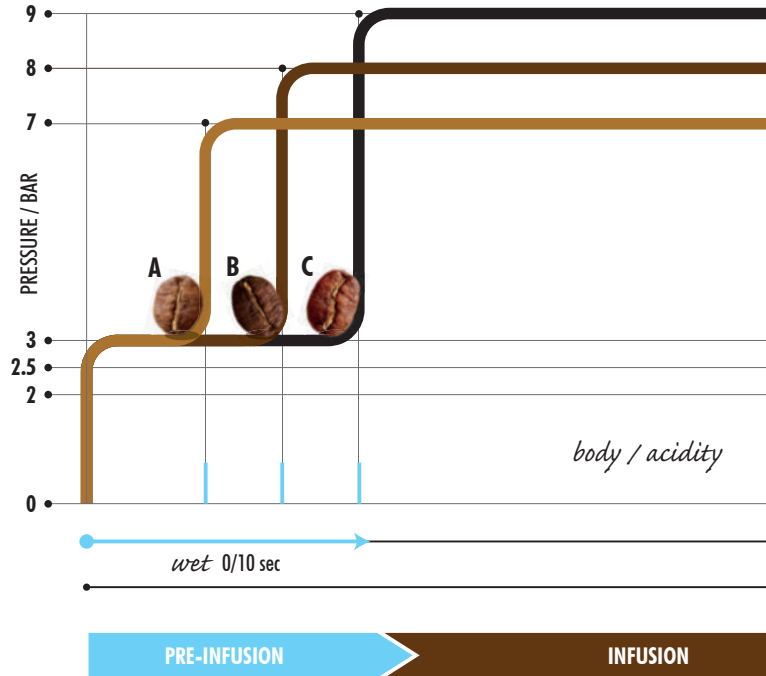 9
8
7
PRESSURE / BAR
A B C
3
2.5
2
body / acidity
0
wet 0/10 sec
PRE-INFUSION INFUSION